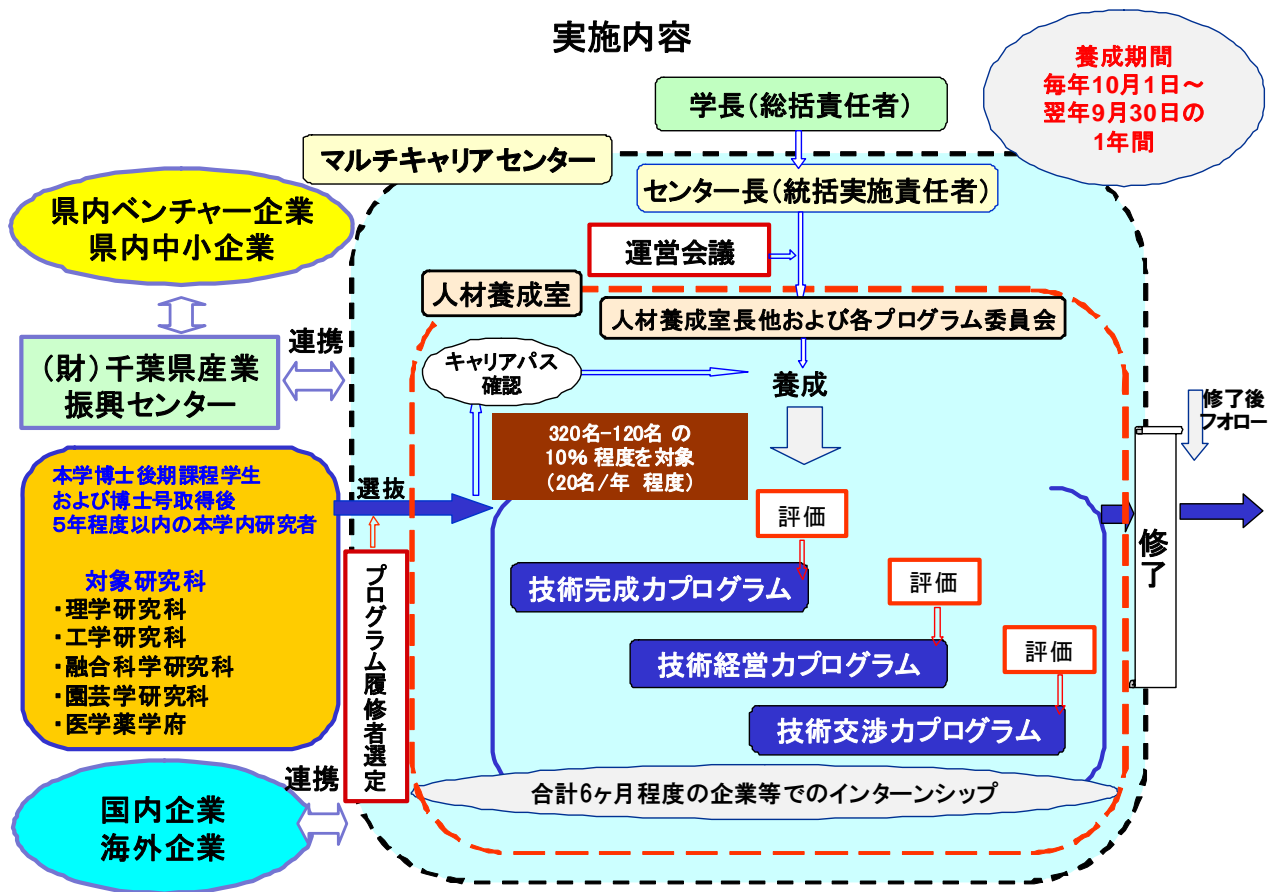 実施内容
養成期間
毎年10月1日～
翌年9月30日の
1年間
学長（総括責任者）
マルチキャリアセンター
センター長（統括実施責任者）
県内ベンチャー企業
県内中小企業
運営会議
人材養成室
人材養成室長他および各プログラム委員会
連携
（財）千葉県産業
振興センター
キャリアパス
確認
養成
修了後
フォロー
320名-120名 の
10% 程度を対象
（20名/年 程度）
本学博士後期課程学生
および博士号取得後
5年程度以内の本学内研究者
選抜
対象研究科
・理学研究科
・工学研究科
・融合科学研究科
・園芸学研究科
・医学薬学府
プログラム履修者選定
評価
技術完成力プログラム
評価
技術経営力プログラム
評価
技術交渉力プログラム
修了
合計6ヶ月程度の企業等でのインターンシップ
連携
国内企業
海外企業